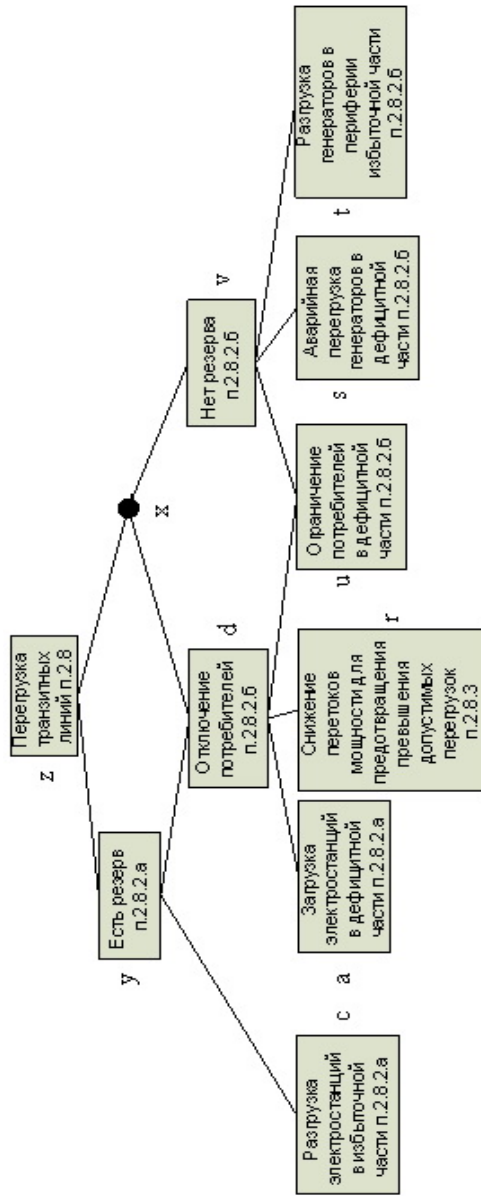 Перегрузка
транзитных
линий п.2.8
z
x
Есть резерв
п.2.8.2.а
y
Нет резерва
п.2.8.2.б
v
Отключение
потребителей
п.2.8.2.б
d
Разгрузка
электростанций
в избыточной
части п.2.8.2.а
c
Загрузка
электростанций
в дефицитной
части п.2.8.2.а
a
Снижение
перетоков
мощности для
предотвращения
превышения
допустимых
перегрузок
п.2.8.3
r
Ограничение
потребителей
в дефицитной
части п.2.8.2.б
u
Аварийная
перегрузка
генераторов в
дефицитной
части п.2.8.2.б
s
Разгрузка
генераторов в
периферии
избыточной части
п.2.8.2.б
t